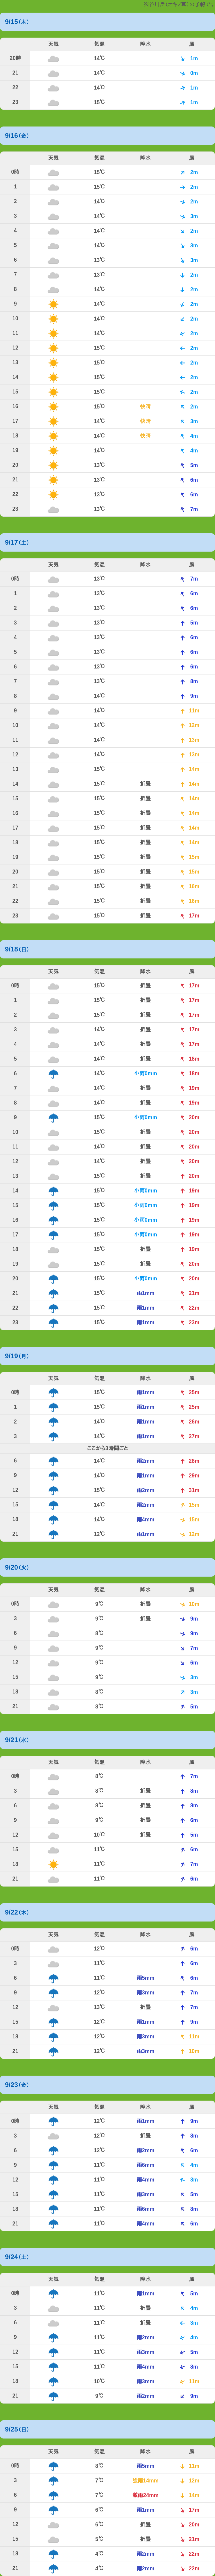 9/15（木）
天気 気温 降水 風
20時 14℃ 1m
21 14℃ 0m
22 14℃ 1m
23 15℃ 1m
9/16（金）
天気 気温 降水 風
0時 15℃ 2m
1 15℃ 2m
2 14℃ 2m
3 14℃ 3m
4 14℃ 2m
5 14℃ 3m
6 13℃ 3m
7 13℃ 2m
8 14℃ 2m
9 14℃ 2m
10 14℃ 2m
11 14℃ 2m
12 15℃ 2m
13 15℃ 2m
14 15℃ 2m
15 15℃ 2m
16 15℃ 快晴 2m
17 14℃ 快晴 3m
18 14℃ 快晴 4m
19 14℃ 4m
20 13℃ 5m
21 13℃ 6m
22 13℃ 6m
23 13℃ 7m
9/17（土）
天気 気温 降水 風
0時 13℃ 7m
1 13℃ 6m
2 13℃ 6m
3 13℃ 5m
4 13℃ 6m
5 13℃ 6m
6 13℃ 6m
7 13℃ 8m
8 14℃ 9m
9 14℃ 11m
10 14℃ 12m
11 14℃ 13m
12 14℃ 13m
13 15℃ 14m
14 15℃ 折曇 14m
15 15℃ 折曇 14m
16 15℃ 折曇 14m
17 15℃ 折曇 14m
18 15℃ 折曇 14m
19 15℃ 折曇 15m
20 15℃ 折曇 15m
21 15℃ 折曇 16m
22 15℃ 折曇 16m
23 15℃ 折曇 17m
9/18（日）
天気 気温 降水 風
0時 15℃ 折曇 17m
1 15℃ 折曇 17m
2 15℃ 折曇 17m
3 14℃ 折曇 17m
4 14℃ 折曇 17m
5 14℃ 折曇 18m
6 14℃ 小雨0mm 18m
7 14℃ 折曇 19m
8 14℃ 折曇 19m
9 14℃ 小雨0mm 20m
10 15℃ 折曇 20m
11 14℃ 折曇 20m
12 14℃ 折曇 20m
13 15℃ 折曇 20m
14 15℃ 小雨0mm 19m
15 15℃ 小雨0mm 19m
16 15℃ 小雨0mm 19m
17 15℃ 小雨0mm 19m
18 15℃ 折曇 19m
19 15℃ 折曇 20m
20 15℃ 小雨0mm 20m
21 15℃ 雨1mm 21m
22 15℃ 雨1mm 22m
23 15℃ 雨1mm 23m
9/19（月）
天気 気温 降水 風
0時 15℃ 雨1mm 25m
1 15℃ 雨1mm 25m
2 14℃ 雨1mm 26m
3 14℃ 雨1mm 27m
ここから3時間ごと
6 14℃ 雨2mm 28m
9 14℃ 雨1mm 29m
12 15℃ 雨2mm 31m
15 14℃ 雨2mm 15m
18 14℃ 雨4mm 15m
21 12℃ 雨1mm 12m
9/20（火）
天気 気温 降水 風
0時 9℃ 折曇 10m
3 9℃ 折曇 9m
6 8℃ 9m
9 9℃ 7m
12 9℃ 6m
15 9℃ 3m
18 8℃ 3m
21 8℃ 5m
9/21（水）
天気 気温 降水 風
0時 8℃ 7m
3 8℃ 折曇 8m
6 8℃ 折曇 8m
9 9℃ 折曇 6m
12 10℃ 折曇 5m
15 11℃ 6m
18 11℃ 7m
21 11℃ 6m
9/22（木）
天気 気温 降水 風
0時 12℃ 6m
3 11℃ 6m
6 11℃ 雨5mm 6m
9 12℃ 雨3mm 7m
12 13℃ 折曇 7m
15 12℃ 雨1mm 9m
18 12℃ 雨3mm 11m
21 12℃ 雨3mm 10m
9/23（金）
天気 気温 降水 風
0時 12℃ 雨1mm 9m
3 12℃ 折曇 8m
6 12℃ 雨2mm 6m
9 11℃ 雨6mm 4m
12 11℃ 雨4mm 3m
15 11℃ 雨3mm 5m
18 11℃ 雨6mm 8m
21 11℃ 雨4mm 6m
9/24（土）
天気 気温 降水 風
0時 11℃ 雨1mm 5m
3 11℃ 折曇 4m
6 11℃ 折曇 3m
9 11℃ 雨2mm 4m
12 11℃ 雨3mm 5m
15 11℃ 雨4mm 8m
18 10℃ 雨3mm 11m
21 9℃ 雨2mm 9m
9/25（日）
天気 気温 降水 風
0時 8℃ 雨5mm 11m
3 7℃ 強雨14mm 12m
6 7℃ 豪雨24mm 14m
9 6℃ 雨1mm 17m
12 6℃ 折曇 20m
15 5℃ 折曇 21m
18 4℃ 雨2mm 22m
21 4℃ 雨2mm 22m